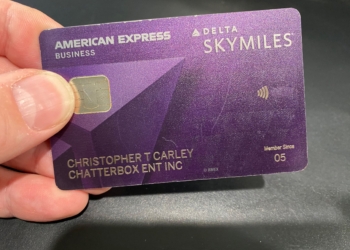 AMERICAN EXPRESS
BUSINESS
DELTA
SKYMILES
CHRISTOPHER T CARLEY
CHATTERBOX ENT INC
Member Since
05